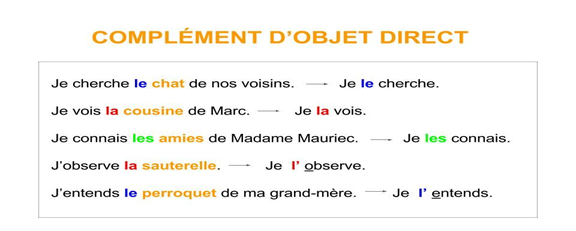 COMPLÉMENT D'OBJET DIRECT
Je cherche le chat de nos voisins. → Je le cherche.
Je vois la cousine de Marc. → Je la vois.
Je connais les amies de Madame Mauriec. → Je les connais.
J'observe la sauterelle. → Je l' observe.
J'entends le perroquet de ma grand-mère. → Je l' entends.